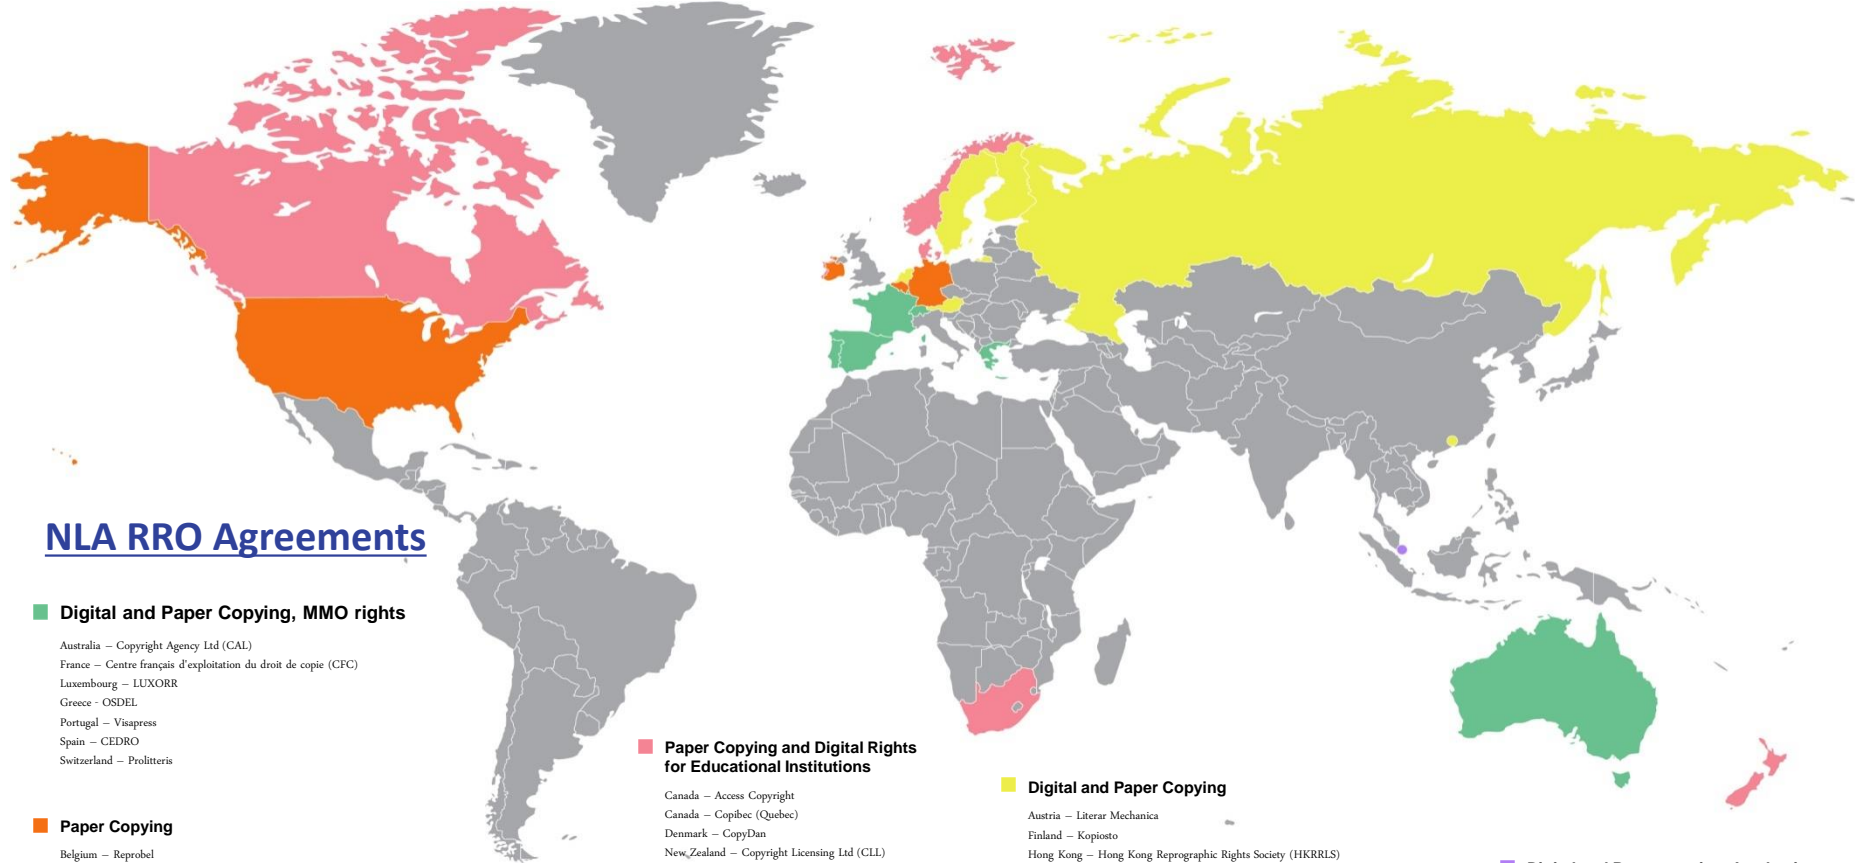 NLA RRO Agreements
Digital and Paper Copying, MMO rights
Australia – Copyright Agency Ltd (CAL)
France – Centre français d'exploitation du droit de copie (CFC)
Luxembourg – LUXORR
Greece - OSDEL
Portugal – Visapress
Spain – CEDRO
Switzerland – Prolitteris
Paper Copying
Belgium – Reprobel
Paper Copying and Digital Rights
for Educational Institutions
Canada – Access Copyright
Canada – Copibec (Quebec)
Denmark – CopyDan
New Zealand – Copyright Licensing Ltd (CLL)
Digital and Paper Copying
Austria – Literar Mechanica
Finland – Kopiosto
Hong Kong – Hong Kong Reprographic Rights Society (HKRRLS)